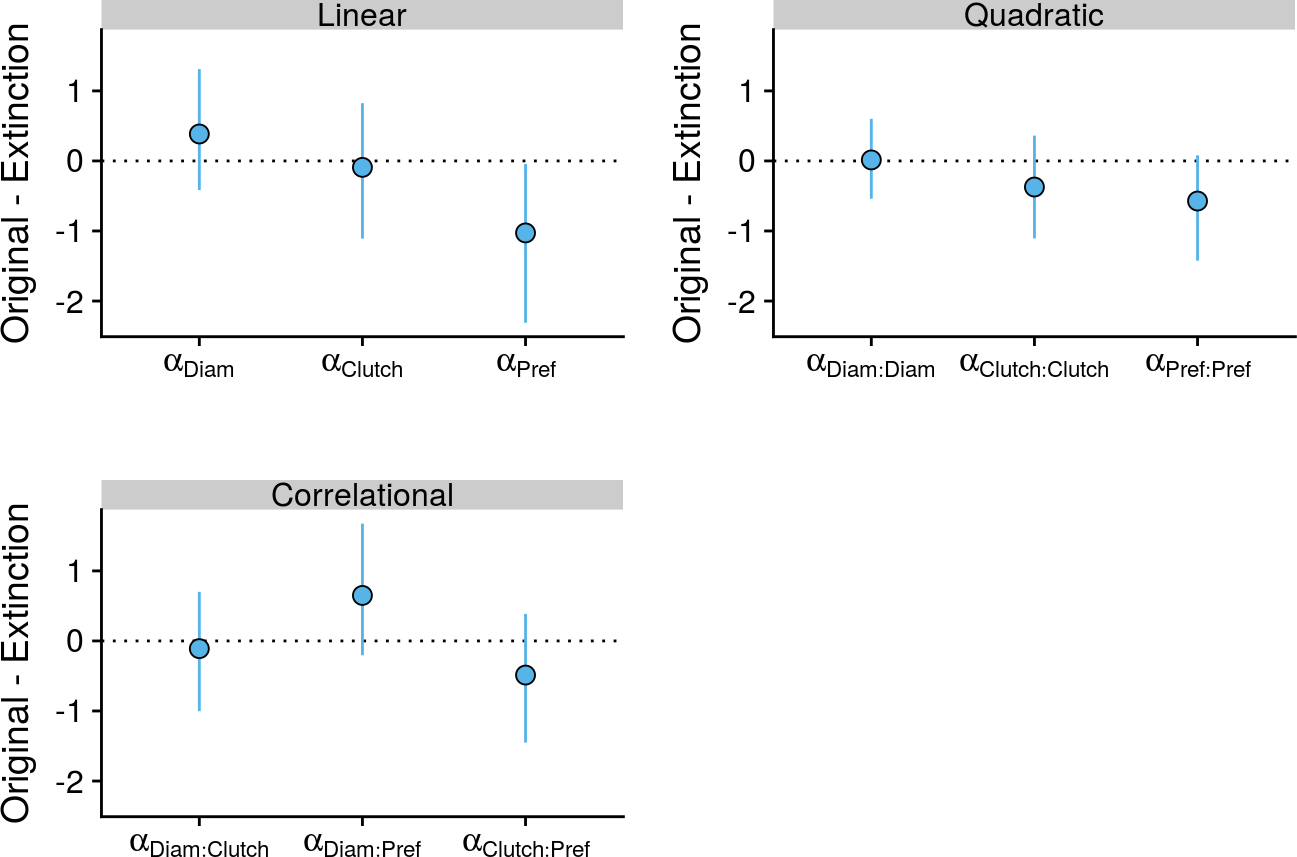 Linear
Original - Extinction
1
0
-1
-2
αDiam αClutch αPref
Quadratic
Original - Extinction
1
0
-1
-2
αDiam:Diam αClutch:Clutch αPref:Pref
Correlational
Original - Extinction
1
0
-1
-2
αDiam:Clutch αDiam:Pref αClutch:Pref